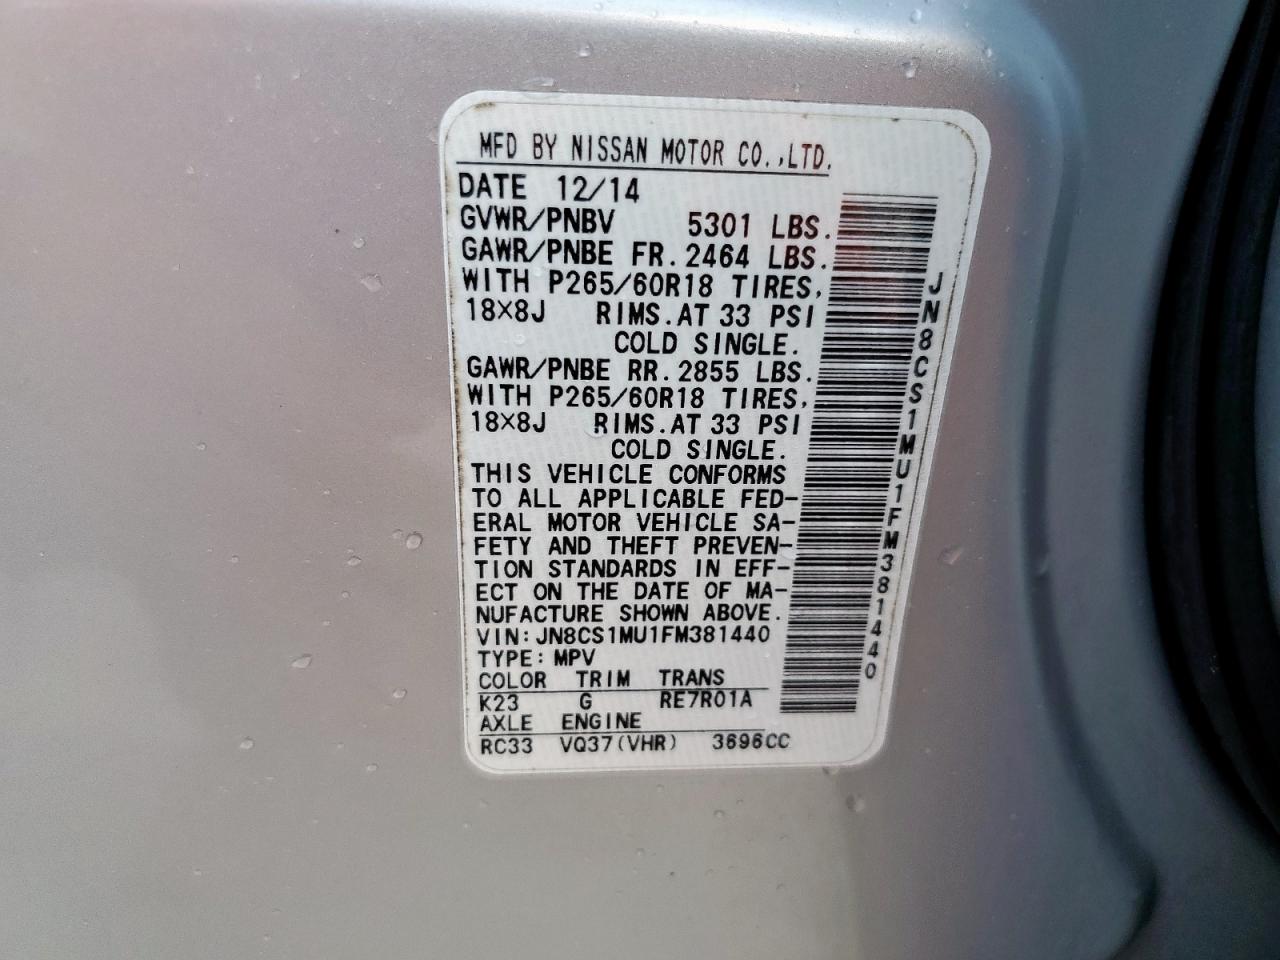 MFD BY NISSAN MOTOR CO.,LTD.
DATE 12/14
GVWR/PNBV 5301 LBS.
GAWR/PNBE FR. 2464 LBS.
WITH P265/60R18 TIRES,
18×8J RIMS. AT 33 PSI
COLD SINGLE.
GAWR/PNBE RR. 2855 LBS.
WITH P265/60R18 TIRES,
18×8J RIMS. AT 33 PSI
COLD SINGLE.
THIS VEHICLE CONFORMS
TO ALL APPLICABLE FED-
ERAL MOTOR VEHICLE SA-
FETY AND THEFT PREVEN-
TION STANDARDS IN EFF-
ECT ON THE DATE OF MA-
NUFACTURE SHOWN ABOVE.
VIN: JN8CS1MU1FM381440
TYPE: MPV
COLOR TRIM TRANS
K23 G RE7R01A
AXLE ENGINE
RC33 VQ37(VHR) 3696CC
JN8CS1MU1FM381440